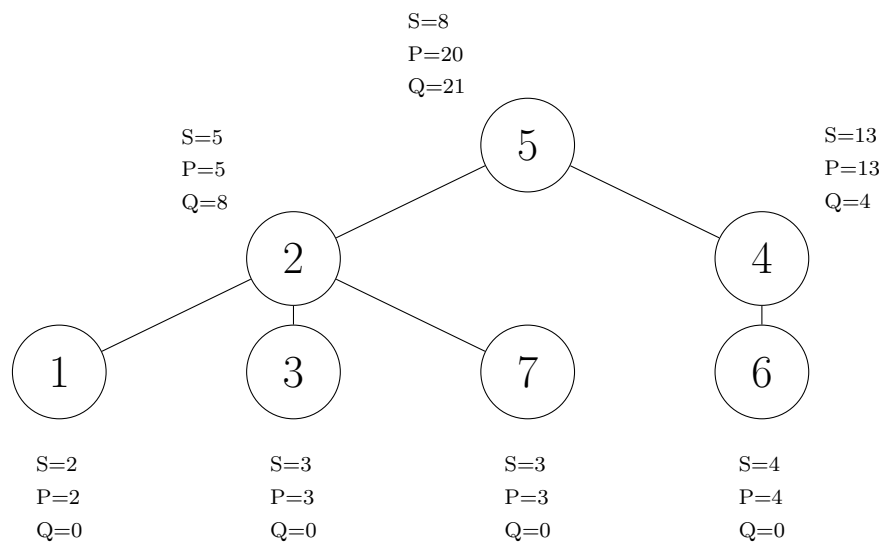 S=8
P=20
Q=21
5
S=5
P=5
Q=8
S=13
P=13
Q=4
2
4
1
3
7
6
S=2
P=2
Q=0
S=3
P=3
Q=0
S=3
P=3
Q=0
S=4
P=4
Q=0